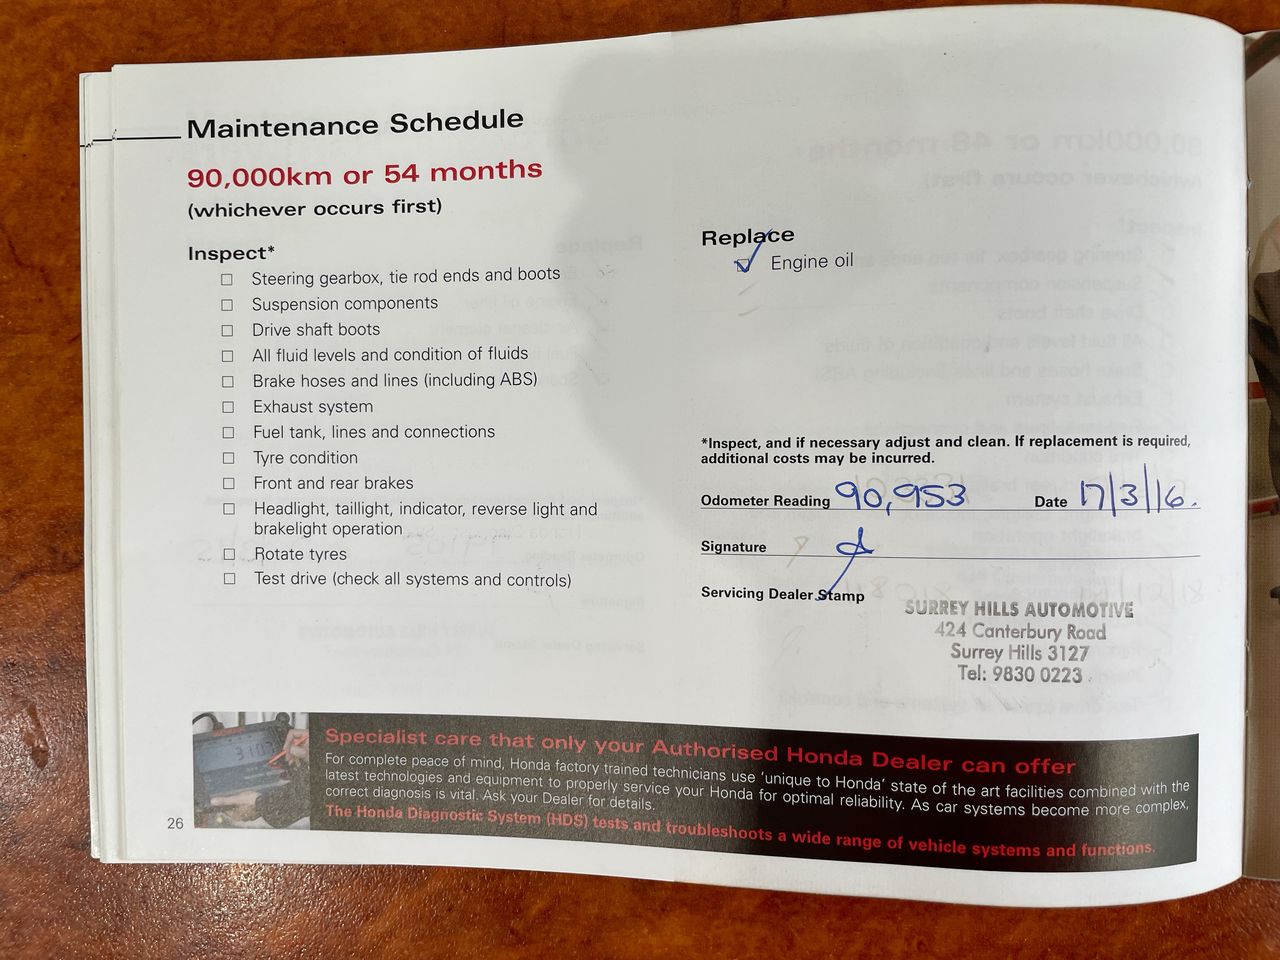 Maintenance Schedule
90,000km or 54 months
(whichever occurs first)
Inspect*
Steering gearbox, tie rod ends and boots
Suspension components
Drive shaft boots
All fluid levels and condition of fluids
Brake hoses and lines (including ABS)
Exhaust system
Fuel tank, lines and connections
Tyre condition
Front and rear brakes
Headlight, taillight, indicator, reverse light and
brakelight operation
Rotate tyres
Test drive (check all systems and controls)
Replace
Engine oil
*Inspect, and if necessary adjust and clean. If replacement is required,
additional costs may be incurred.
Odometer Reading 90,953 Date 17/3/16.
Signature
Servicing Dealer Stamp
SURREY HILLS AUTOMOTIVE
424 Canterbury Road
Surrey Hills 3127
Tel: 9830 0223
Specialist care that only your Authorised Honda Dealer can offer
For complete peace of mind, Honda factory trained technicians use 'unique to Honda' state of the art facilities combined with the
latest technologies and equipment to properly service your Honda for optimal reliability. As car systems become more complex,
correct diagnosis is vital. Ask your Dealer for details.
The Honda Diagnostic System (HDS) tests and troubleshoots a wide range of vehicle systems and functions.
26